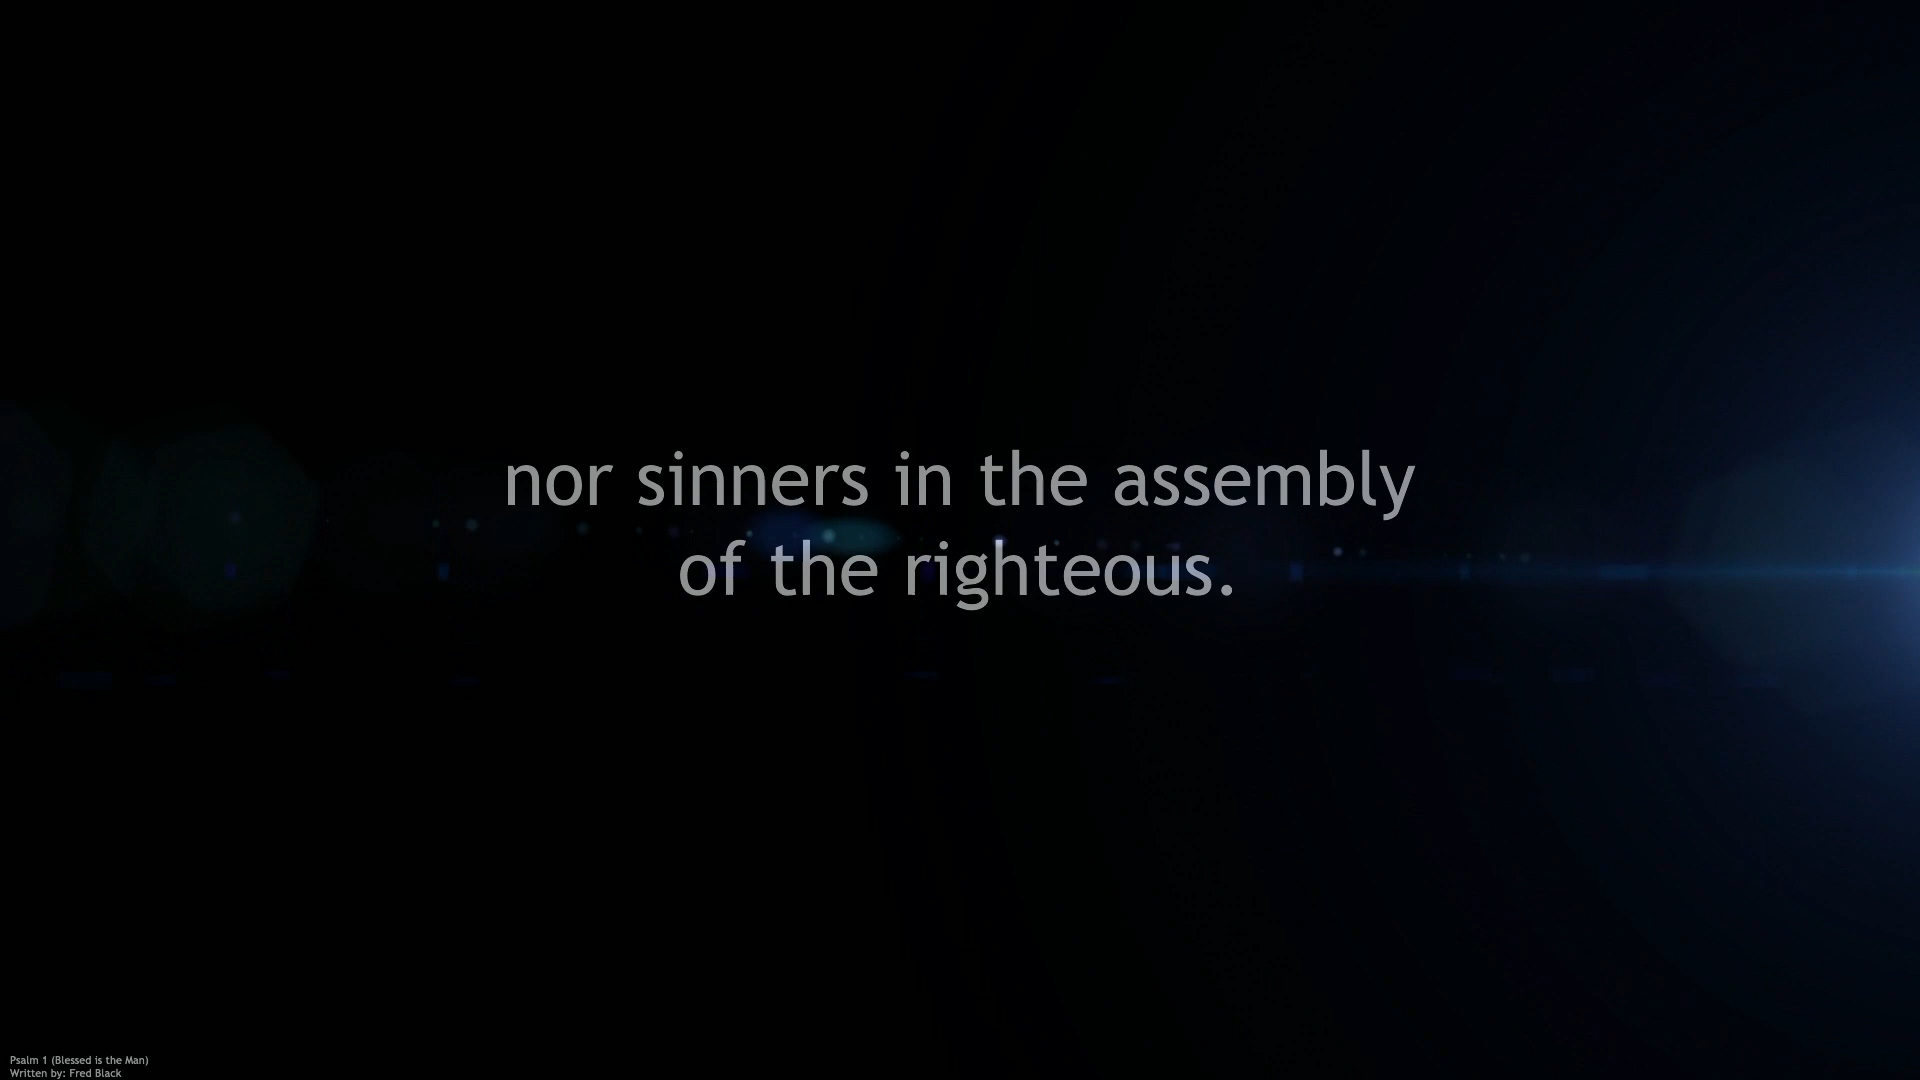 nor sinners in the assembly
of the righteous.
Psalm 1 (Blessed is the Man)
Written by: Fred Black